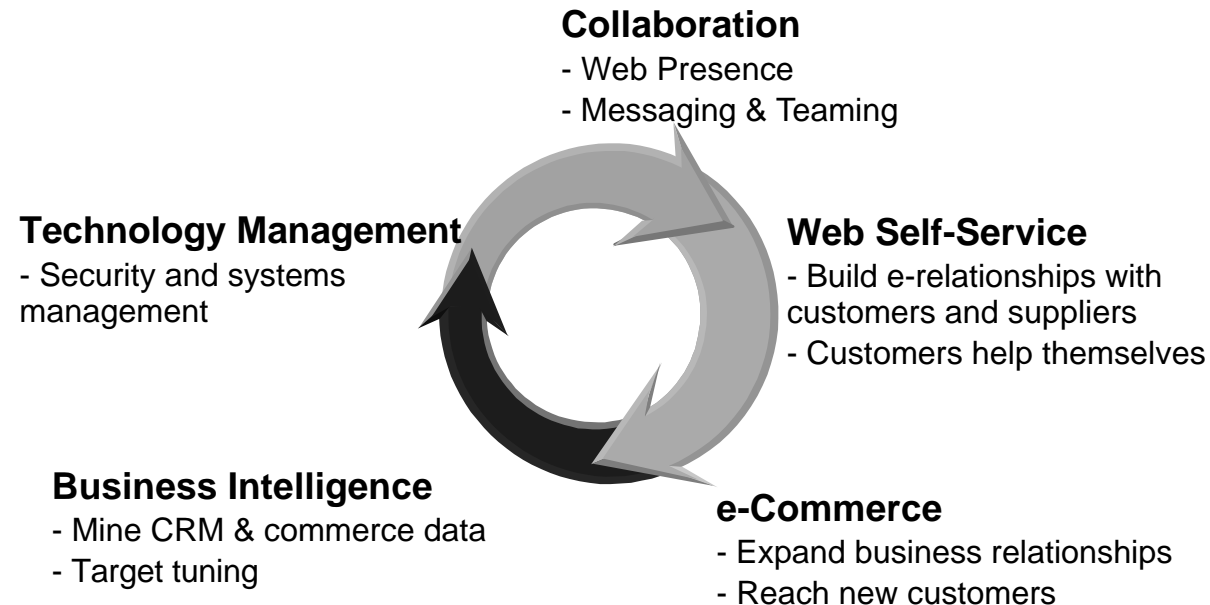 Collaboration
- Web Presence
- Messaging & Teaming
Technology Management
- Security and systems
management
Web Self-Service
- Build e-relationships with
customers and suppliers
- Customers help themselves
Business Intelligence
- Mine CRM & commerce data
- Target tuning
e-Commerce
- Expand business relationships
- Reach new customers